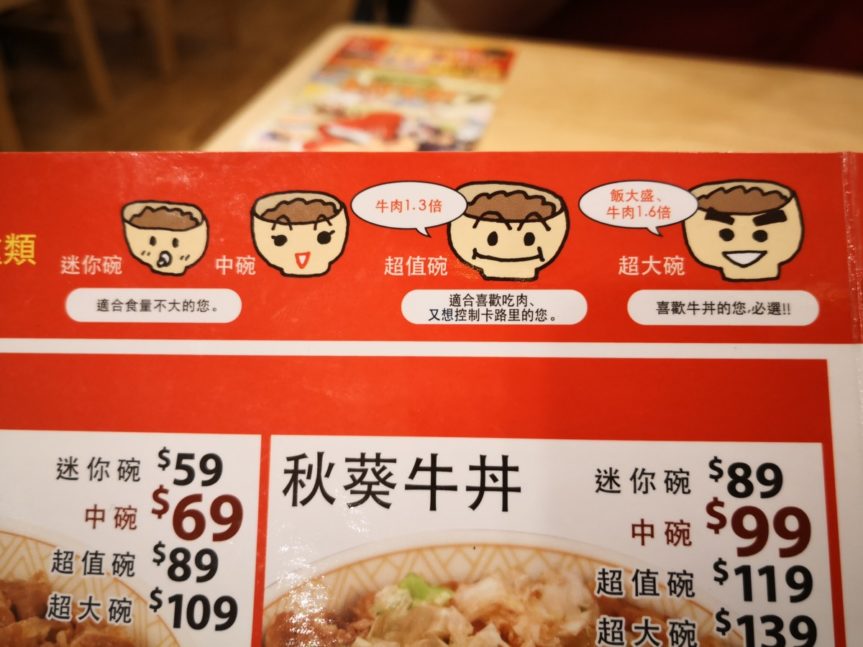 類
迷你碗
適合食量不大的您。
中碗
牛肉1.3倍
超值碗
適合喜歡吃肉、
又想控制卡路里的您。
飯大盛、
牛肉1.6倍
超大碗
喜歡牛丼的您,必選!!
迷你碗 $59
中碗 $69
超值碗 $89
超大碗 $109
秋葵牛丼
迷你碗 $89
中碗 $99
超值碗 $119
超大碗 $139